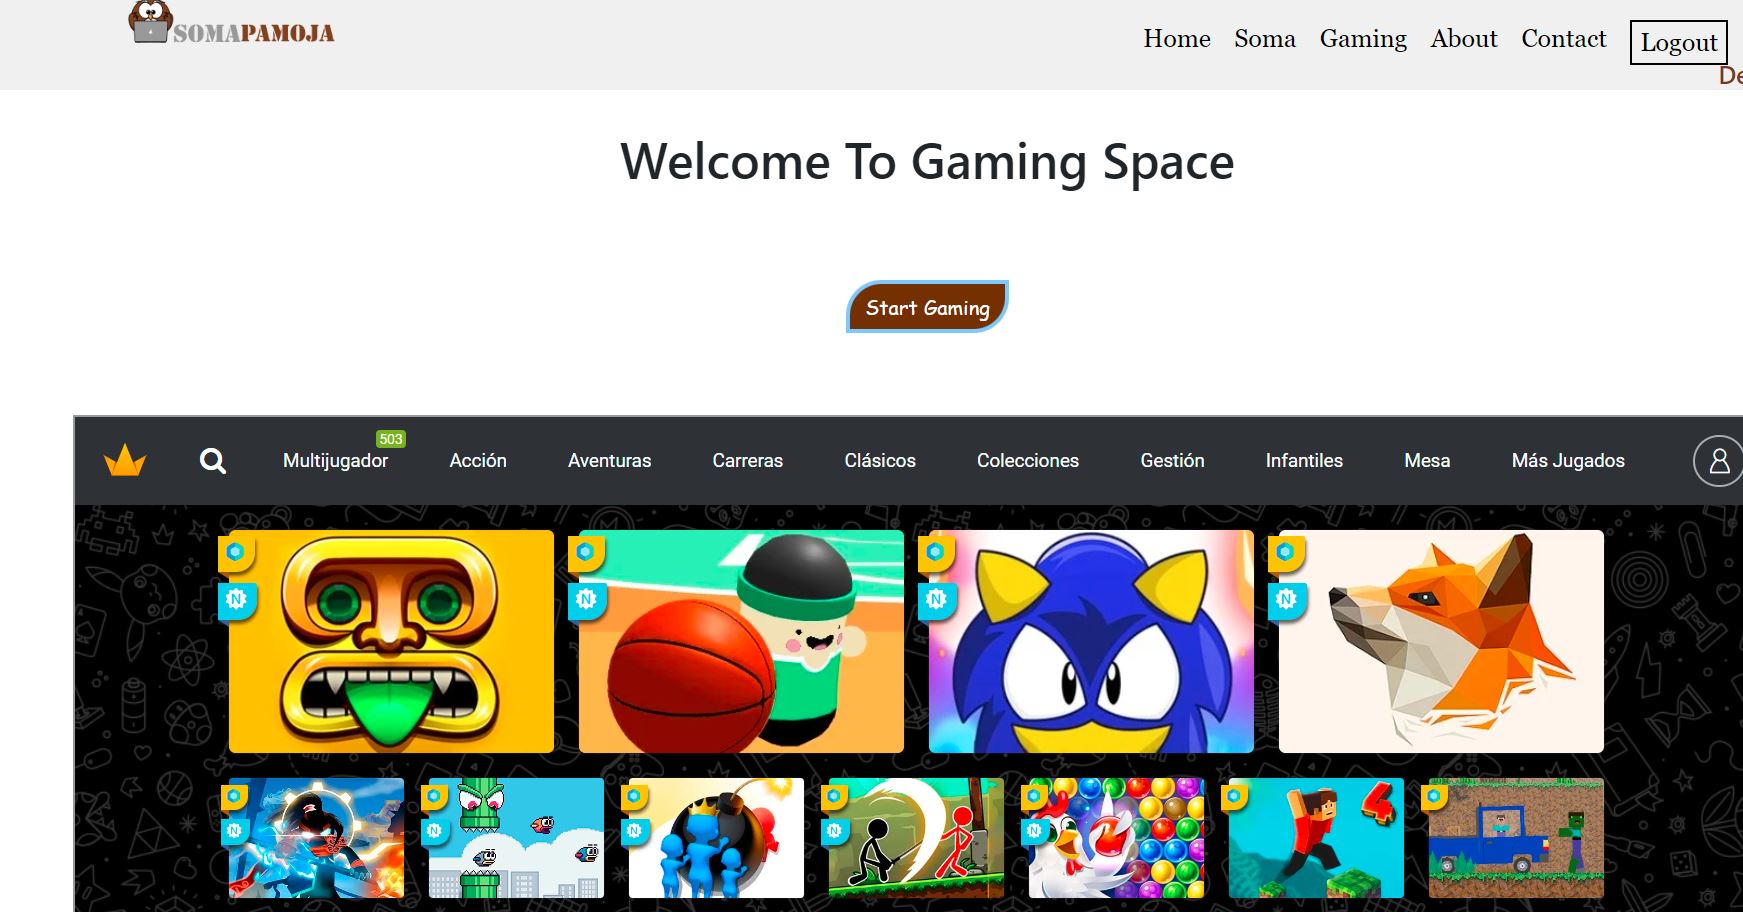 SOMAPAMOJA
Home Soma Gaming About Contact Logout
De
Welcome To Gaming Space
Start Gaming
503
Multijugador Acción Aventuras Carreras Clásicos Colecciones Gestión Infantiles Mesa Más Jugados
N N N N
N N N N N
4